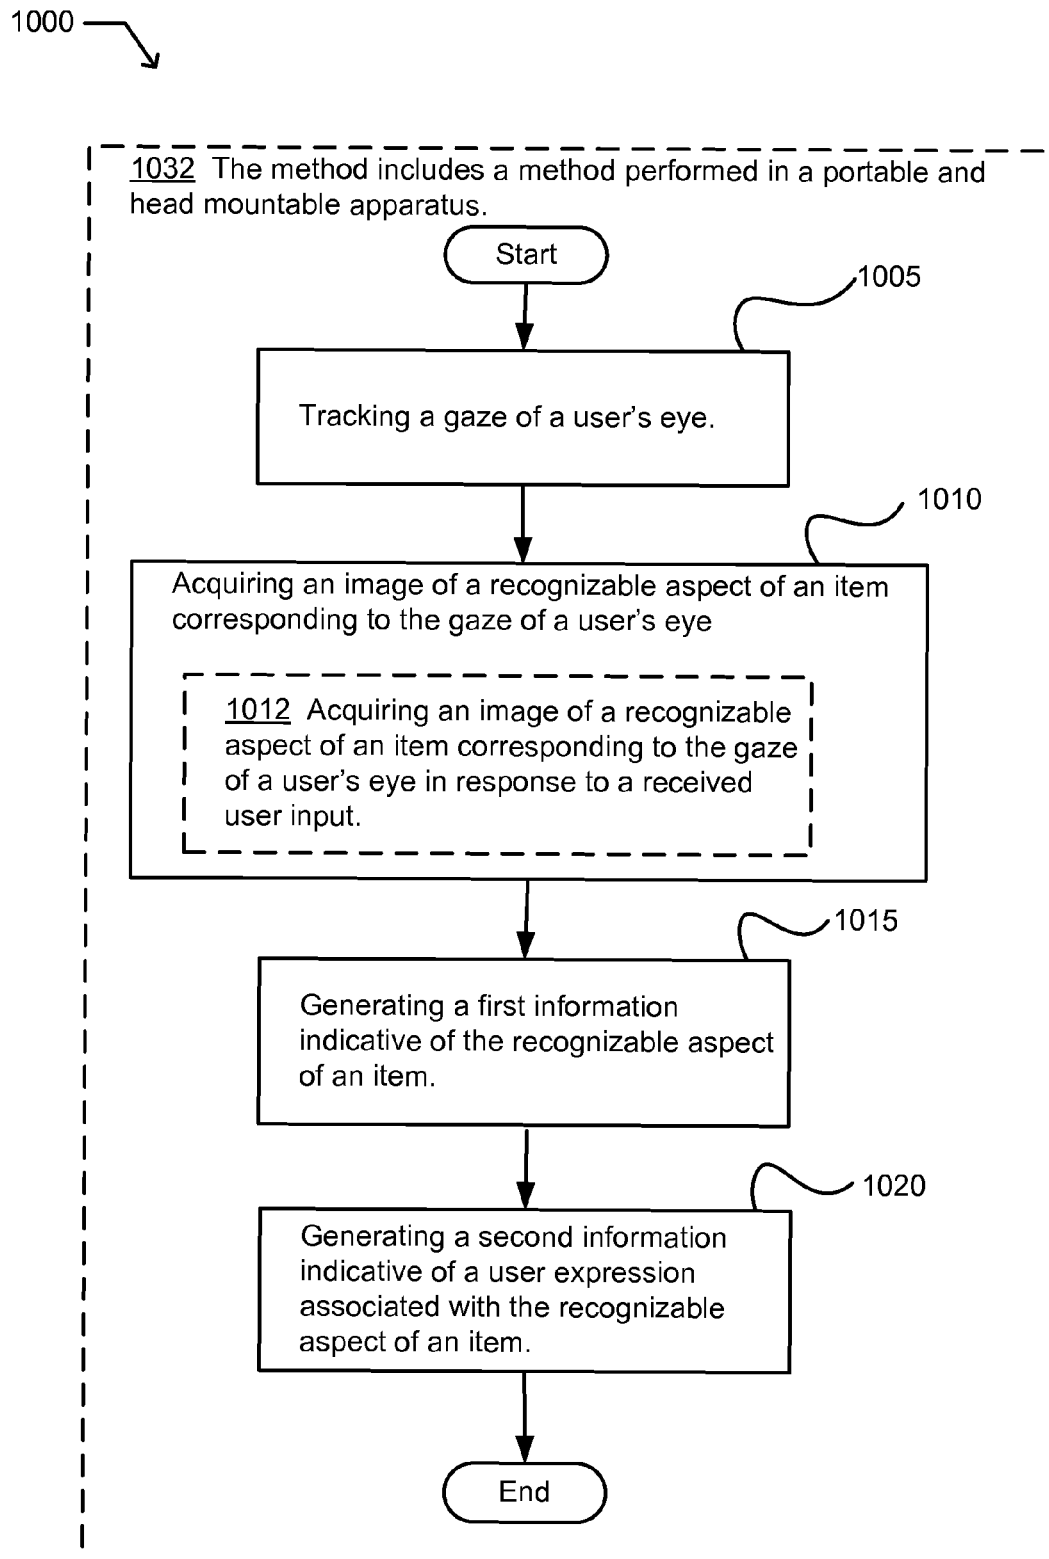 1000
1032 The method includes a method performed in a portable and
head mountable apparatus.
Start
1005
Tracking a gaze of a user's eye.
1010
Acquiring an image of a recognizable aspect of an item
corresponding to the gaze of a user's eye
1012 Acquiring an image of a recognizable
aspect of an item corresponding to the gaze
of a user's eye in response to a received
user input.
1015
Generating a first information
indicative of the recognizable aspect
of an item.
1020
Generating a second information
indicative of a user expression
associated with the recognizable
aspect of an item.
End